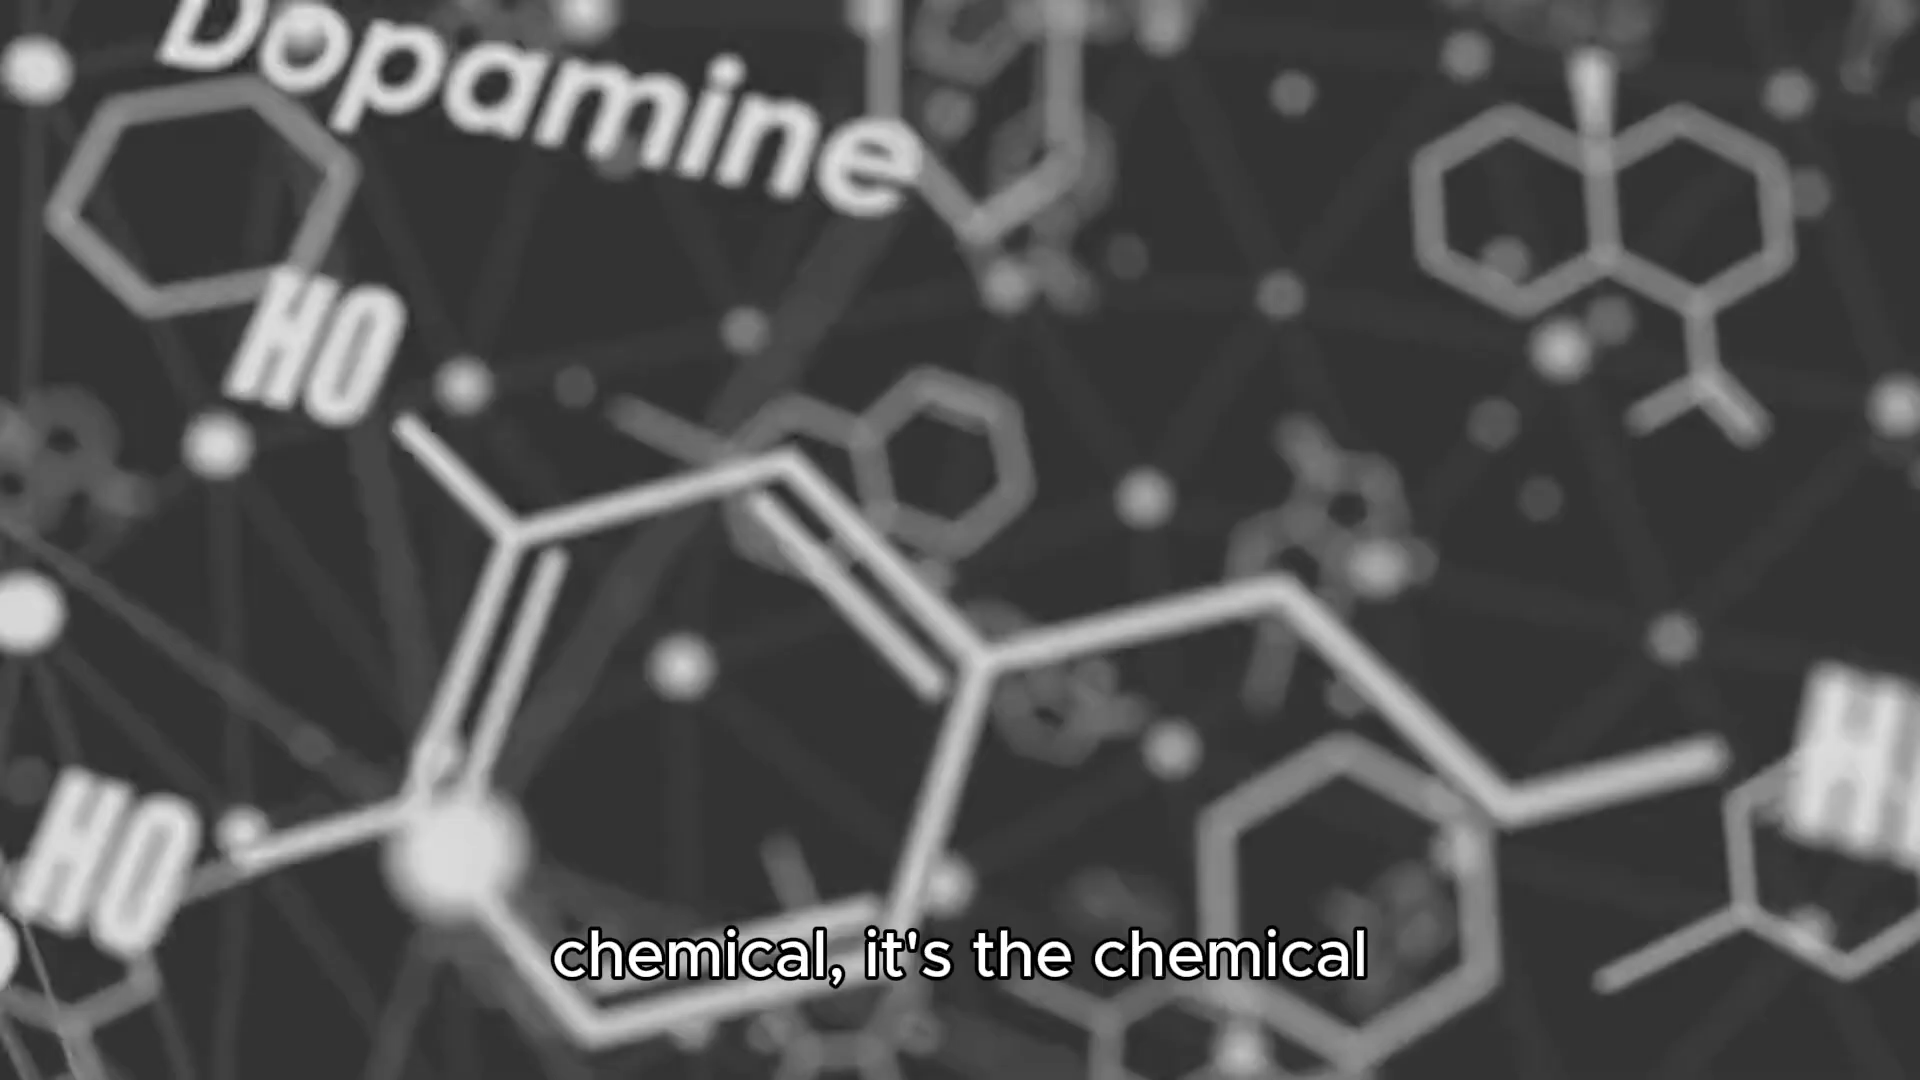 Dopamine
HO
HO
chemical, it's the chemical